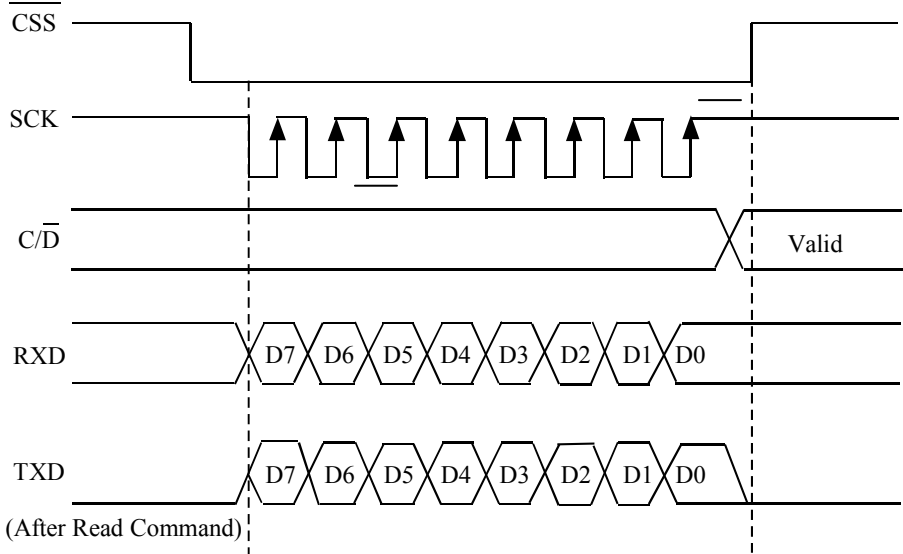 C̅S̅S̅
SCK
C/D̅
Valid
RXD
D7 D6 D5 D4 D3 D2 D1 D0
TXD
D7 D6 D5 D4 D3 D2 D1 D0
(After Read Command)